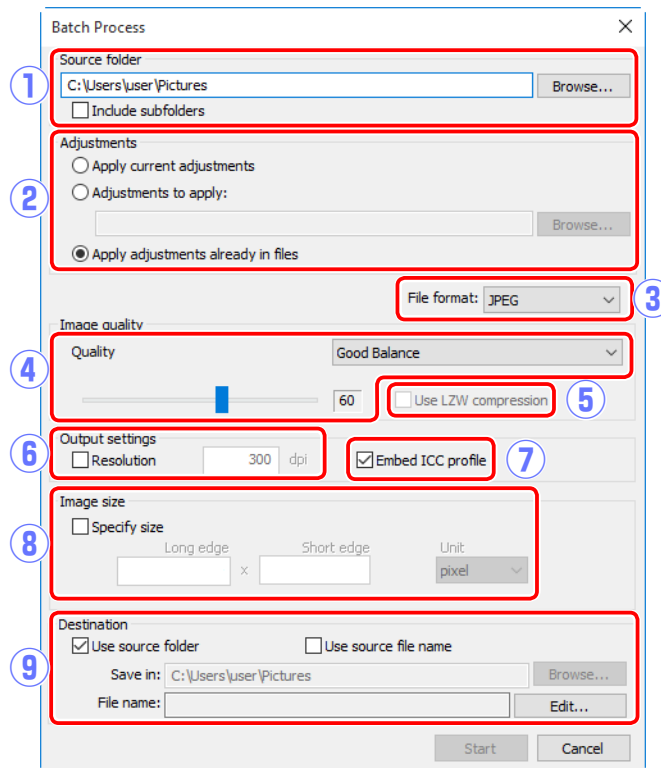 Batch Process
Source folder
① C:\Users\user\Pictures Browse...
Include subfolders
Adjustments
Apply current adjustments
② Adjustments to apply:
Browse...
Apply adjustments already in files
File format: JPEG ③
Image quality
④ Quality Good Balance
60 Use LZW compression ⑤
Output settings
⑥ Resolution 300 dpi Embed ICC profile ⑦
Image size
⑧ Specify size
Long edge Short edge Unit
x pixel
Destination
Use source folder Use source file name
⑨ Save in: C:\Users\user\Pictures Browse...
File name: Edit...
Start Cancel